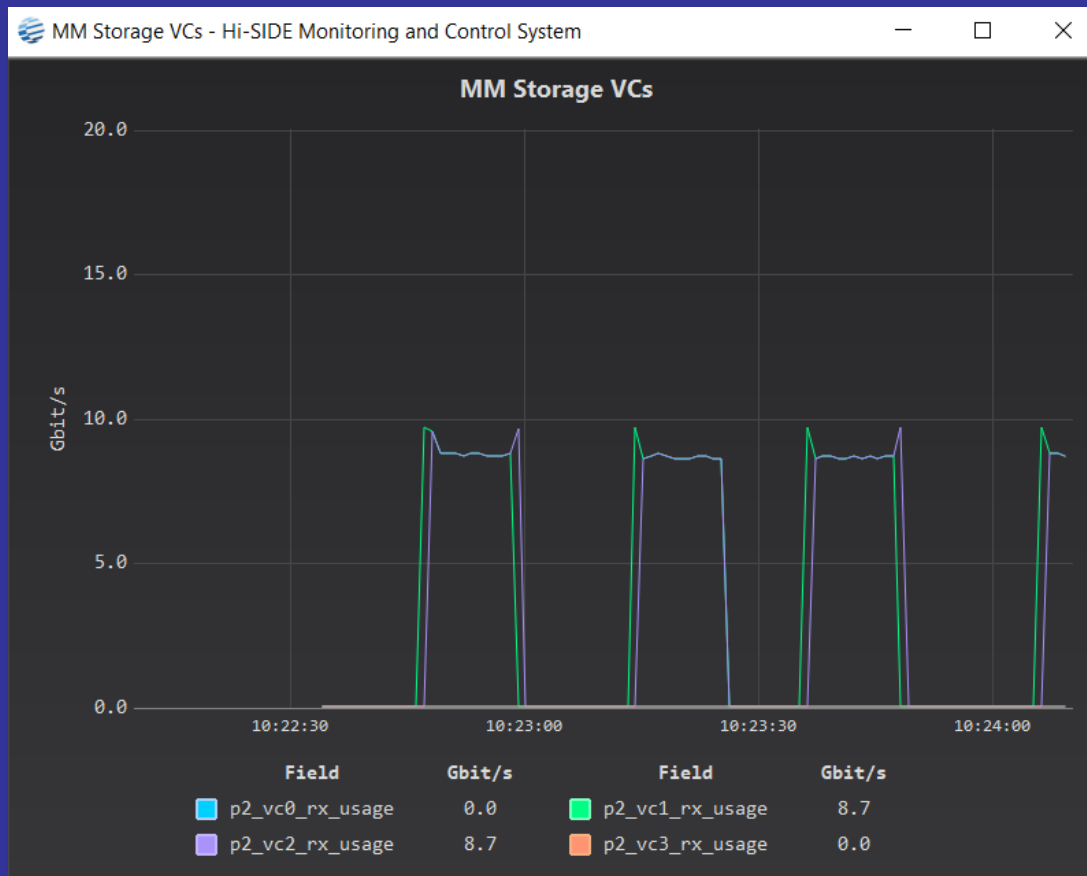 MM Storage VCs - Hi-SIDE Monitoring and Control System
MM Storage VCs
20.0
15.0
10.0
5.0
0.0
Gbit/s
10:22:30 10:23:00 10:23:30 10:24:00
Field Gbit/s Field Gbit/s
p2_vc0_rx_usage 0.0 p2_vc1_rx_usage 8.7
p2_vc2_rx_usage 8.7 p2_vc3_rx_usage 0.0